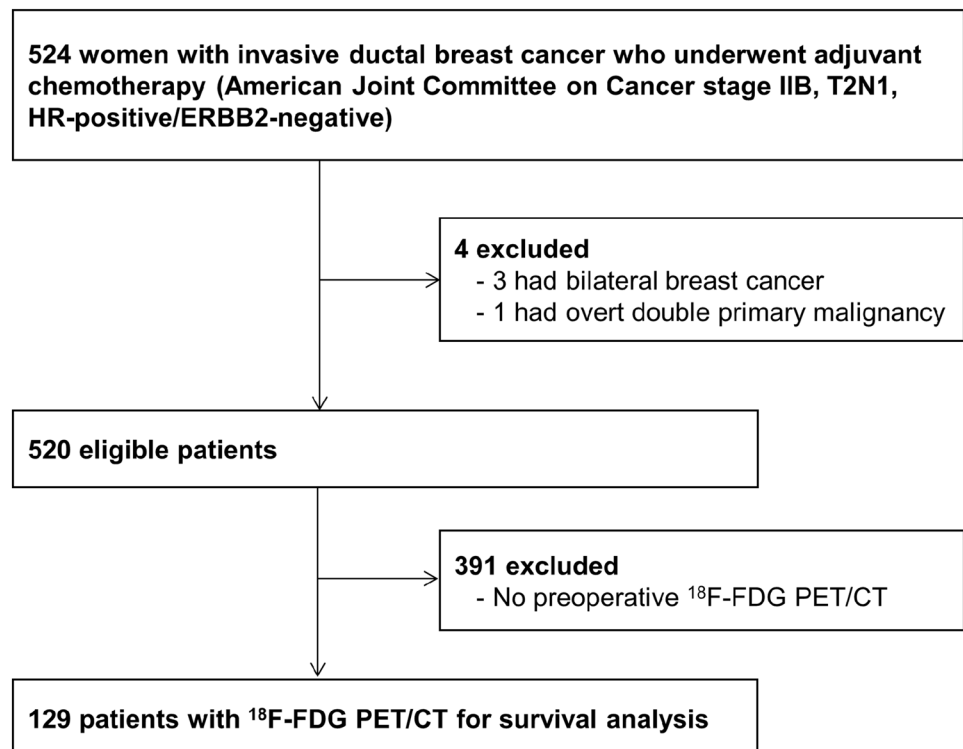 524 women with invasive ductal breast cancer who underwent adjuvant
chemotherapy (American Joint Committee on Cancer stage IIB, T2N1,
HR-positive/ERBB2-negative)
4 excluded
- 3 had bilateral breast cancer
- 1 had overt double primary malignancy
520 eligible patients
391 excluded
- No preoperative ¹⁸F-FDG PET/CT
129 patients with ¹⁸F-FDG PET/CT for survival analysis